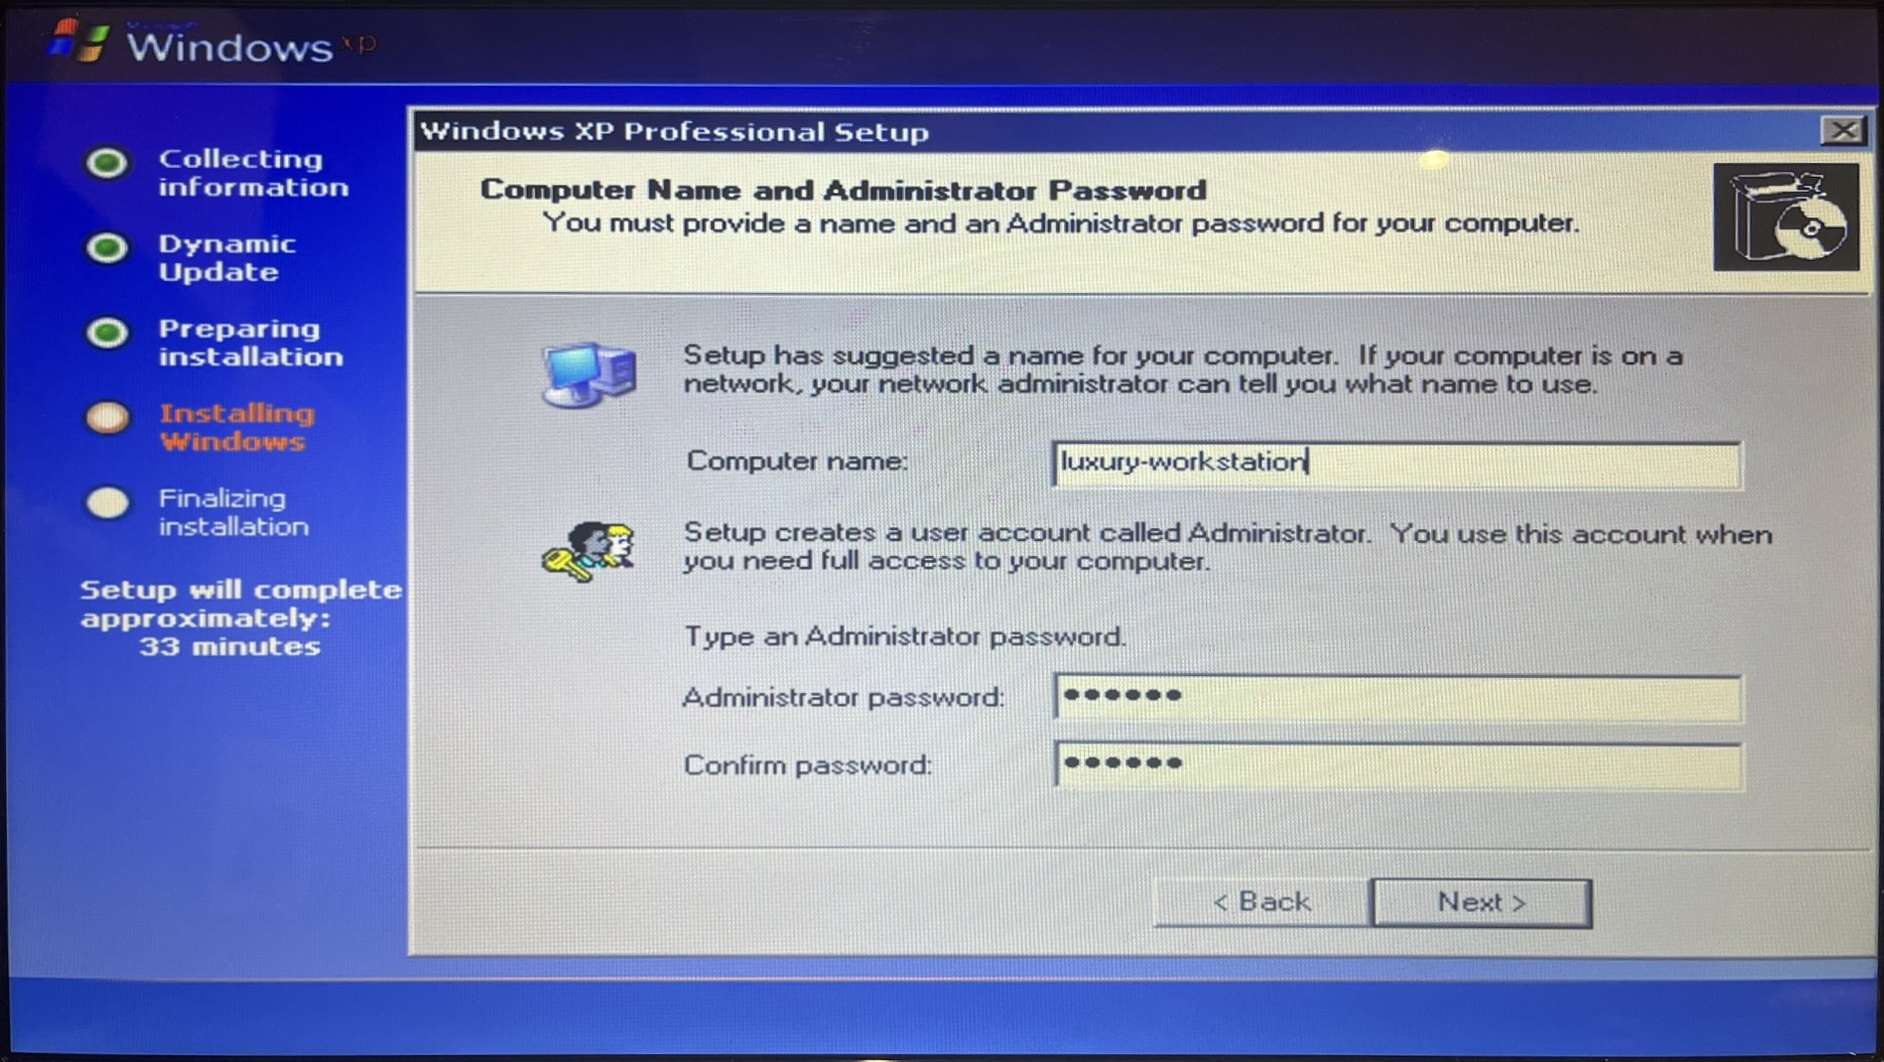 Microsoft
Windows xp
Collecting
information
Dynamic
Update
Preparing
installation
Installing
Windows
Finalizing
installation
Setup will complete
approximately:
33 minutes
Windows XP Professional Setup
Computer Name and Administrator Password
You must provide a name and an Administrator password for your computer.
Setup has suggested a name for your computer. If your computer is on a
network, your network administrator can tell you what name to use.
Computer name: luxury-workstation
Setup creates a user account called Administrator. You use this account when
you need full access to your computer.
Type an Administrator password.
Administrator password: ••••••
Confirm password: ••••••
< Back Next >